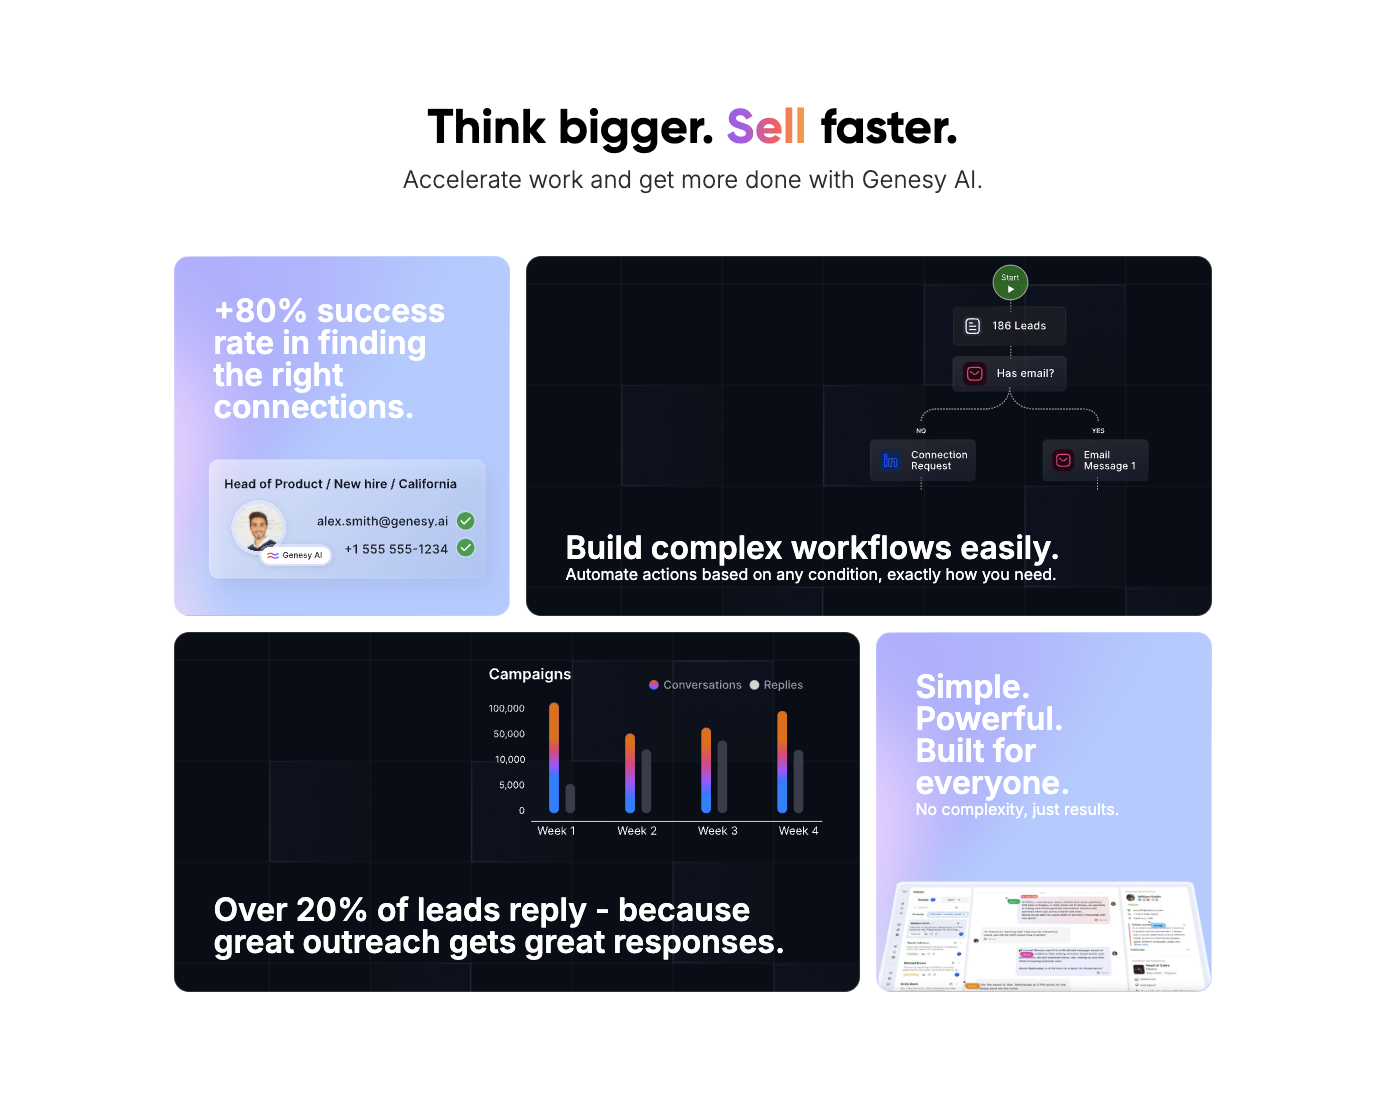 Think bigger. Sell faster.
Accelerate work and get more done with Genesy AI.
+80% success
rate in finding
the right
connections.
Head of Product / New hire / California
alex.smith@genesy.ai
+1 555 555-1234
Genesy AI
Start
186 Leads
Has email?
NO
YES
Connection
Request
Email
Message 1
Build complex workflows easily.
Automate actions based on any condition, exactly how you need.
Campaigns
Conversations
Replies
100,000
50,000
10,000
5,000
0
Week 1
Week 2
Week 3
Week 4
Over 20% of leads reply - because
great outreach gets great responses.
Simple.
Powerful.
Built for
everyone.
No complexity, just results.